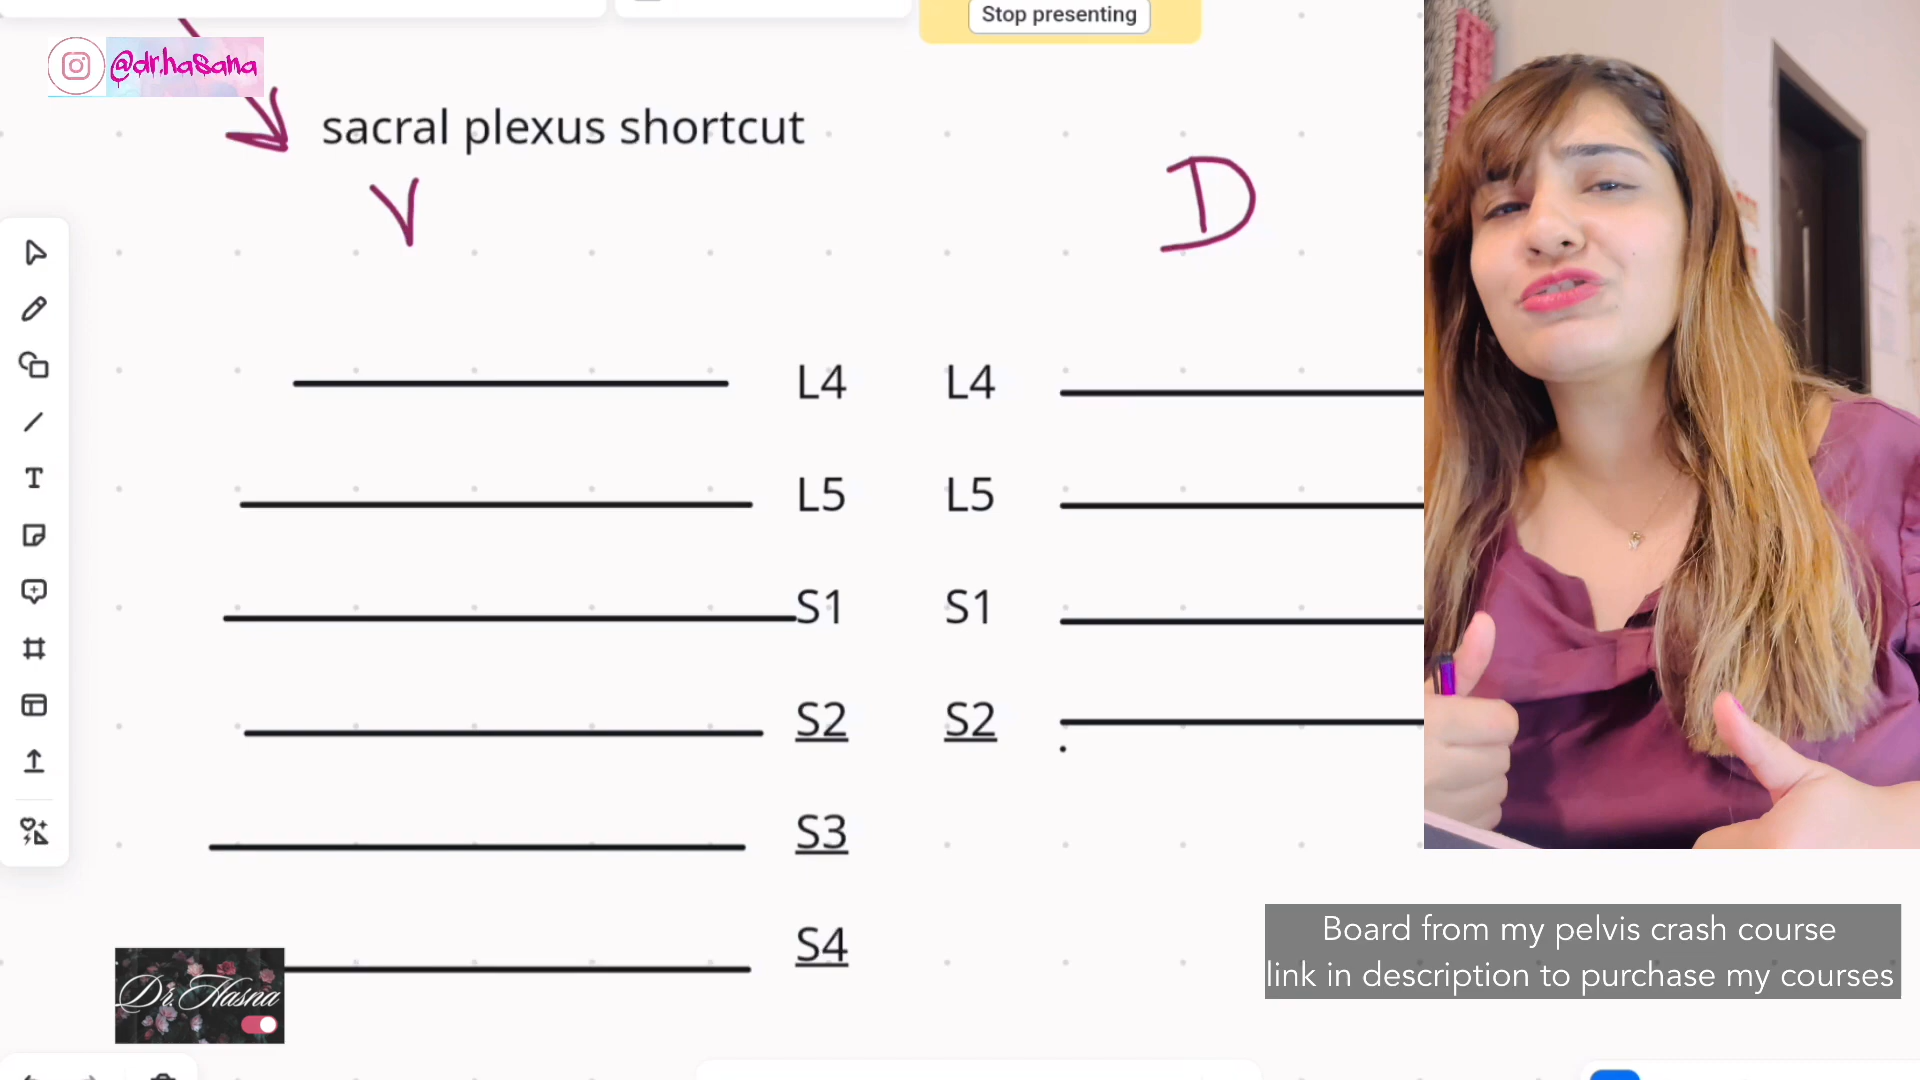 Stop presenting
@dr.hasana
sacral plexus shortcut
V D
L4 L4
L5 L5
S1 S1
S2 S2
S3
S4
Dr. Hasna
Board from my pelvis crash course
link in description to purchase my courses